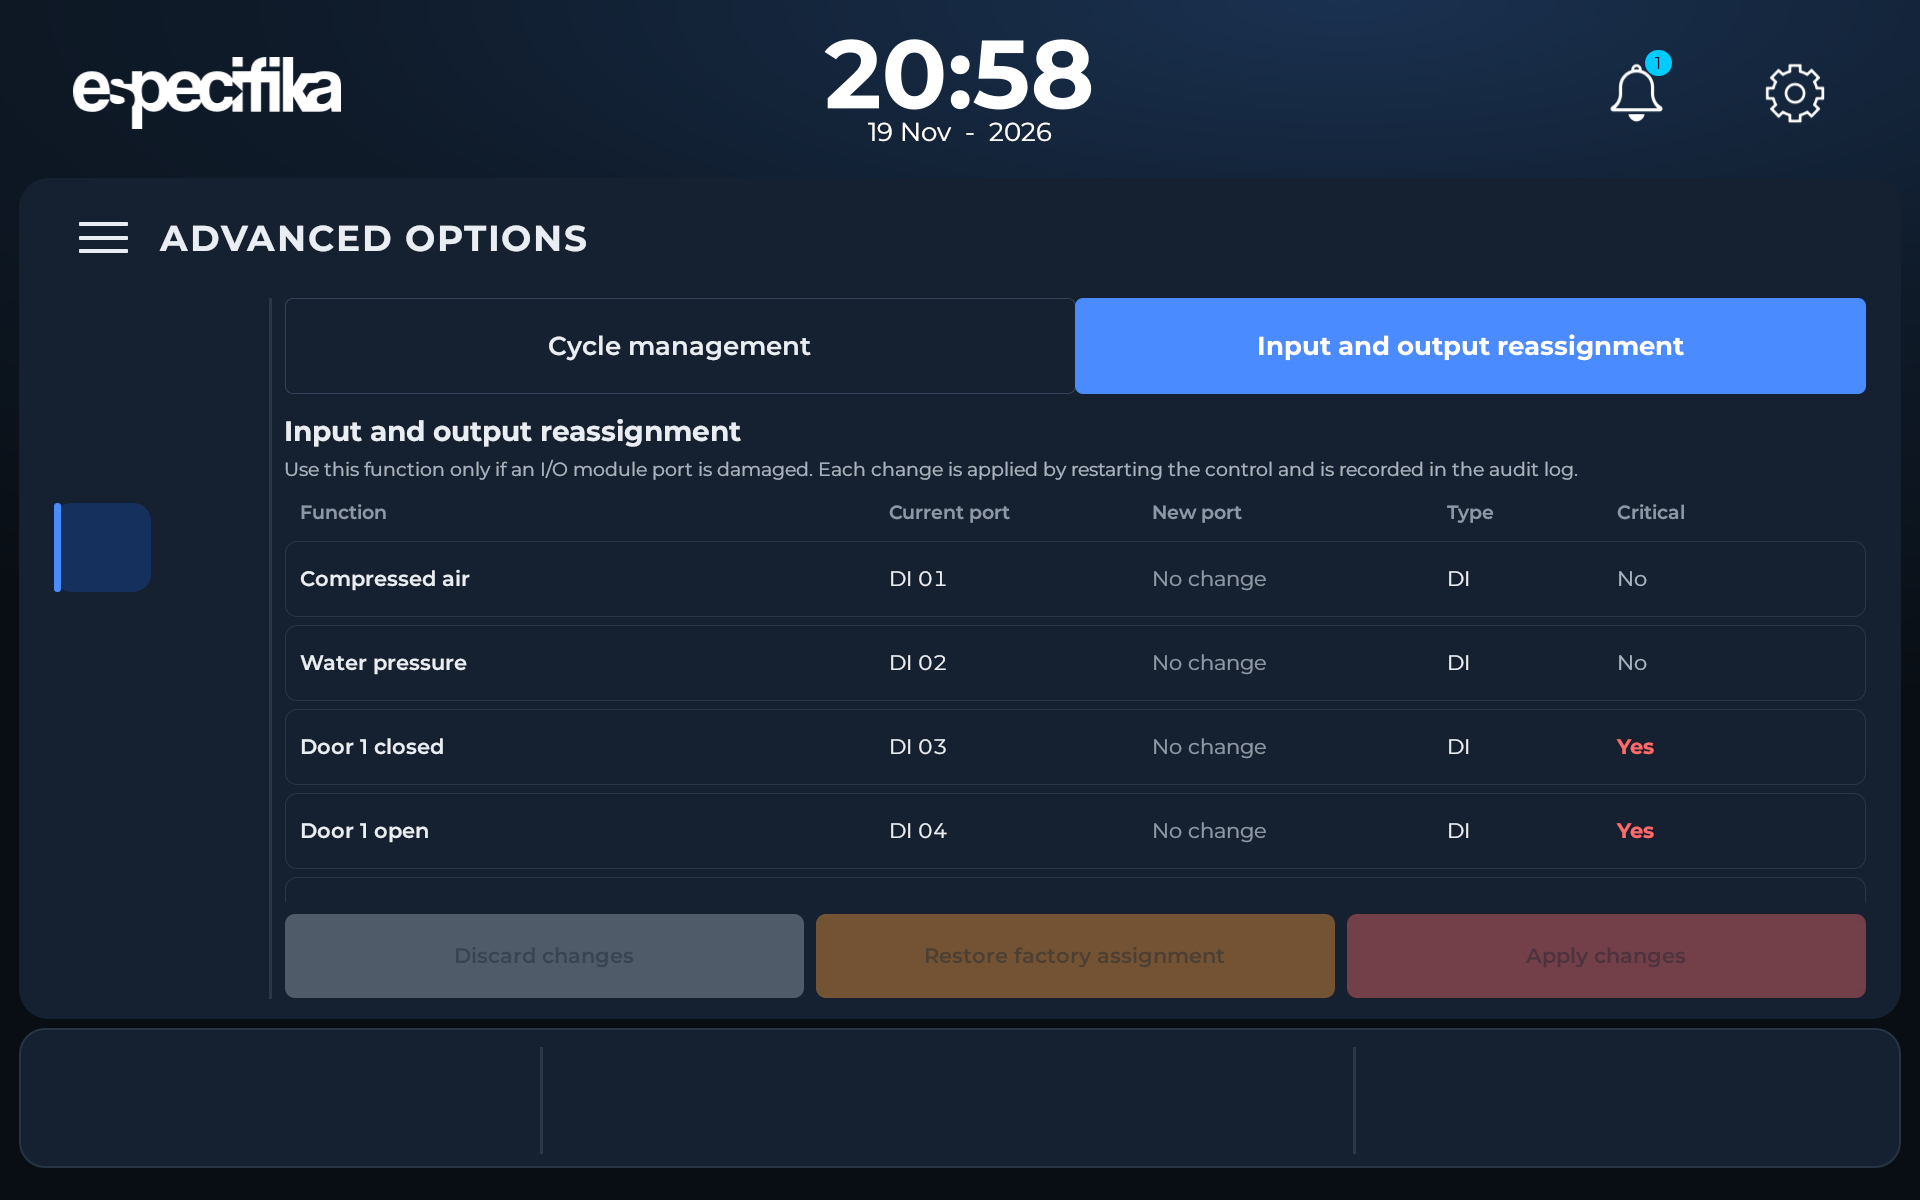 especifika
20:58
19 Nov - 2026
1
ADVANCED OPTIONS
Cycle management
Input and output reassignment
Input and output reassignment
Use this function only if an I/O module port is damaged. Each change is applied by restarting the control and is recorded in the audit log.
Function Current port New port Type Critical
Compressed air DI 01 No change DI No
Water pressure DI 02 No change DI No
Door 1 closed DI 03 No change DI Yes
Door 1 open DI 04 No change DI Yes
Discard changes
Restore factory assignment
Apply changes